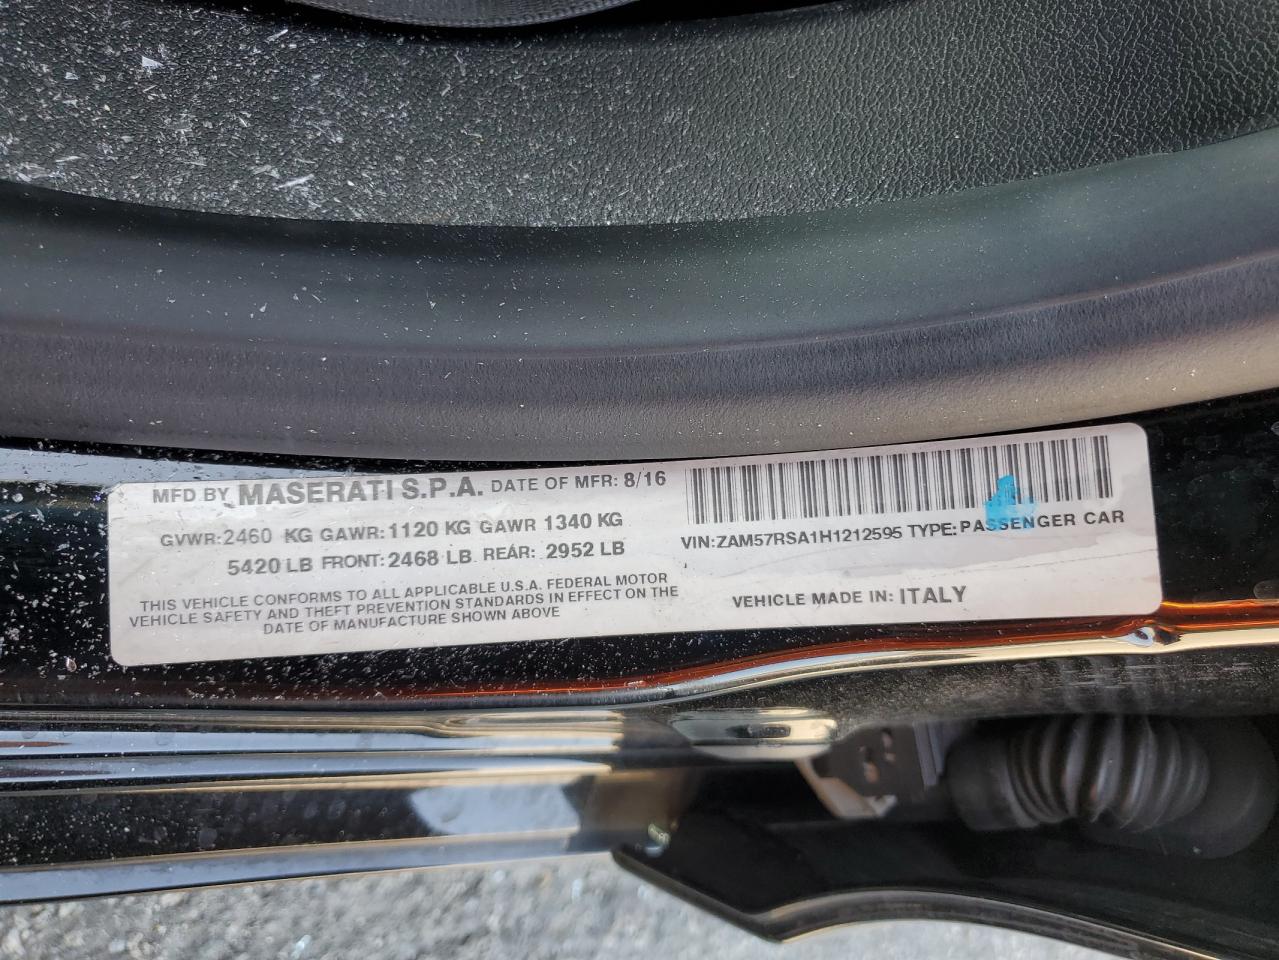 MFD BY MASERATI S.P.A. DATE OF MFR: 8/16
GVWR:2460 KG GAWR:1120 KG GAWR 1340 KG
5420 LB FRONT:2468 LB REAR: 2952 LB
THIS VEHICLE CONFORMS TO ALL APPLICABLE U.S.A. FEDERAL MOTOR
VEHICLE SAFETY AND THEFT PREVENTION STANDARDS IN EFFECT ON THE
DATE OF MANUFACTURE SHOWN ABOVE
VIN:ZAM57RSA1H1212595 TYPE:PASSENGER CAR
VEHICLE MADE IN: ITALY